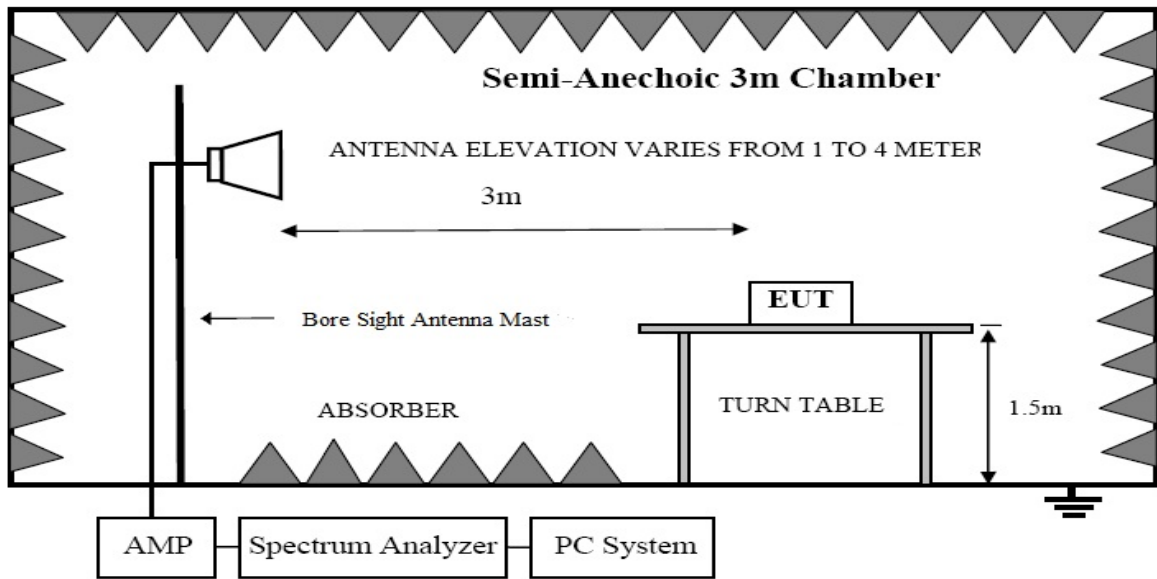 Semi-Anechoic 3m Chamber
ANTENNA ELEVATION VARIES FROM 1 TO 4 METER
3m
EUT
Bore Sight Antenna Mast
ABSORBER
TURN TABLE
1.5m
AMP
Spectrum Analyzer
PC System